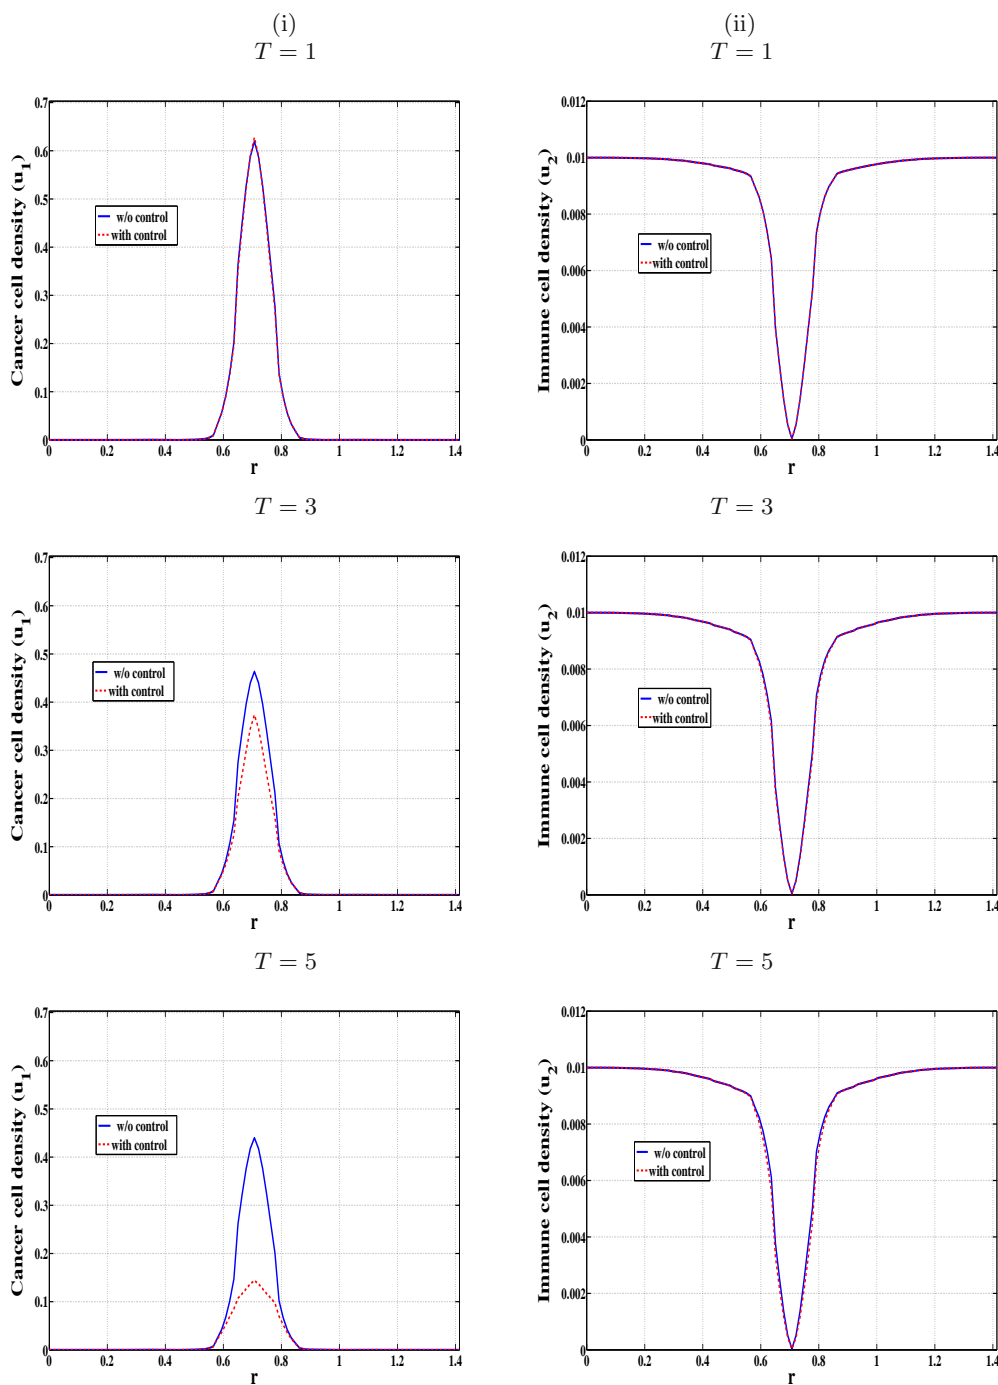 (i)
T = 1
0.7
0.6
0.5
0.4
0.3
0.2
0.1
0
Cancer cell density (u1)
w/o control
with control
0 0.2 0.4 0.6 0.8 1 1.2 1.4
r
(ii)
T = 1
0.012
0.01
0.008
0.006
0.004
0.002
0
Immune cell density (u2)
w/o control
with control
0 0.2 0.4 0.6 0.8 1 1.2 1.4
r
T = 3
0.7
0.6
0.5
0.4
0.3
0.2
0.1
0
Cancer cell density (u1)
w/o control
with control
0 0.2 0.4 0.6 0.8 1 1.2 1.4
r
T = 3
0.012
0.01
0.008
0.006
0.004
0.002
0
Immune cell density (u2)
w/o control
with control
0 0.2 0.4 0.6 0.8 1 1.2 1.4
r
T = 5
0.7
0.6
0.5
0.4
0.3
0.2
0.1
0
Cancer cell density (u1)
w/o control
with control
0 0.2 0.4 0.6 0.8 1 1.2 1.4
r
T = 5
0.012
0.01
0.008
0.006
0.004
0.002
0
Immune cell density (u2)
w/o control
with control
0 0.2 0.4 0.6 0.8 1 1.2 1.4
r